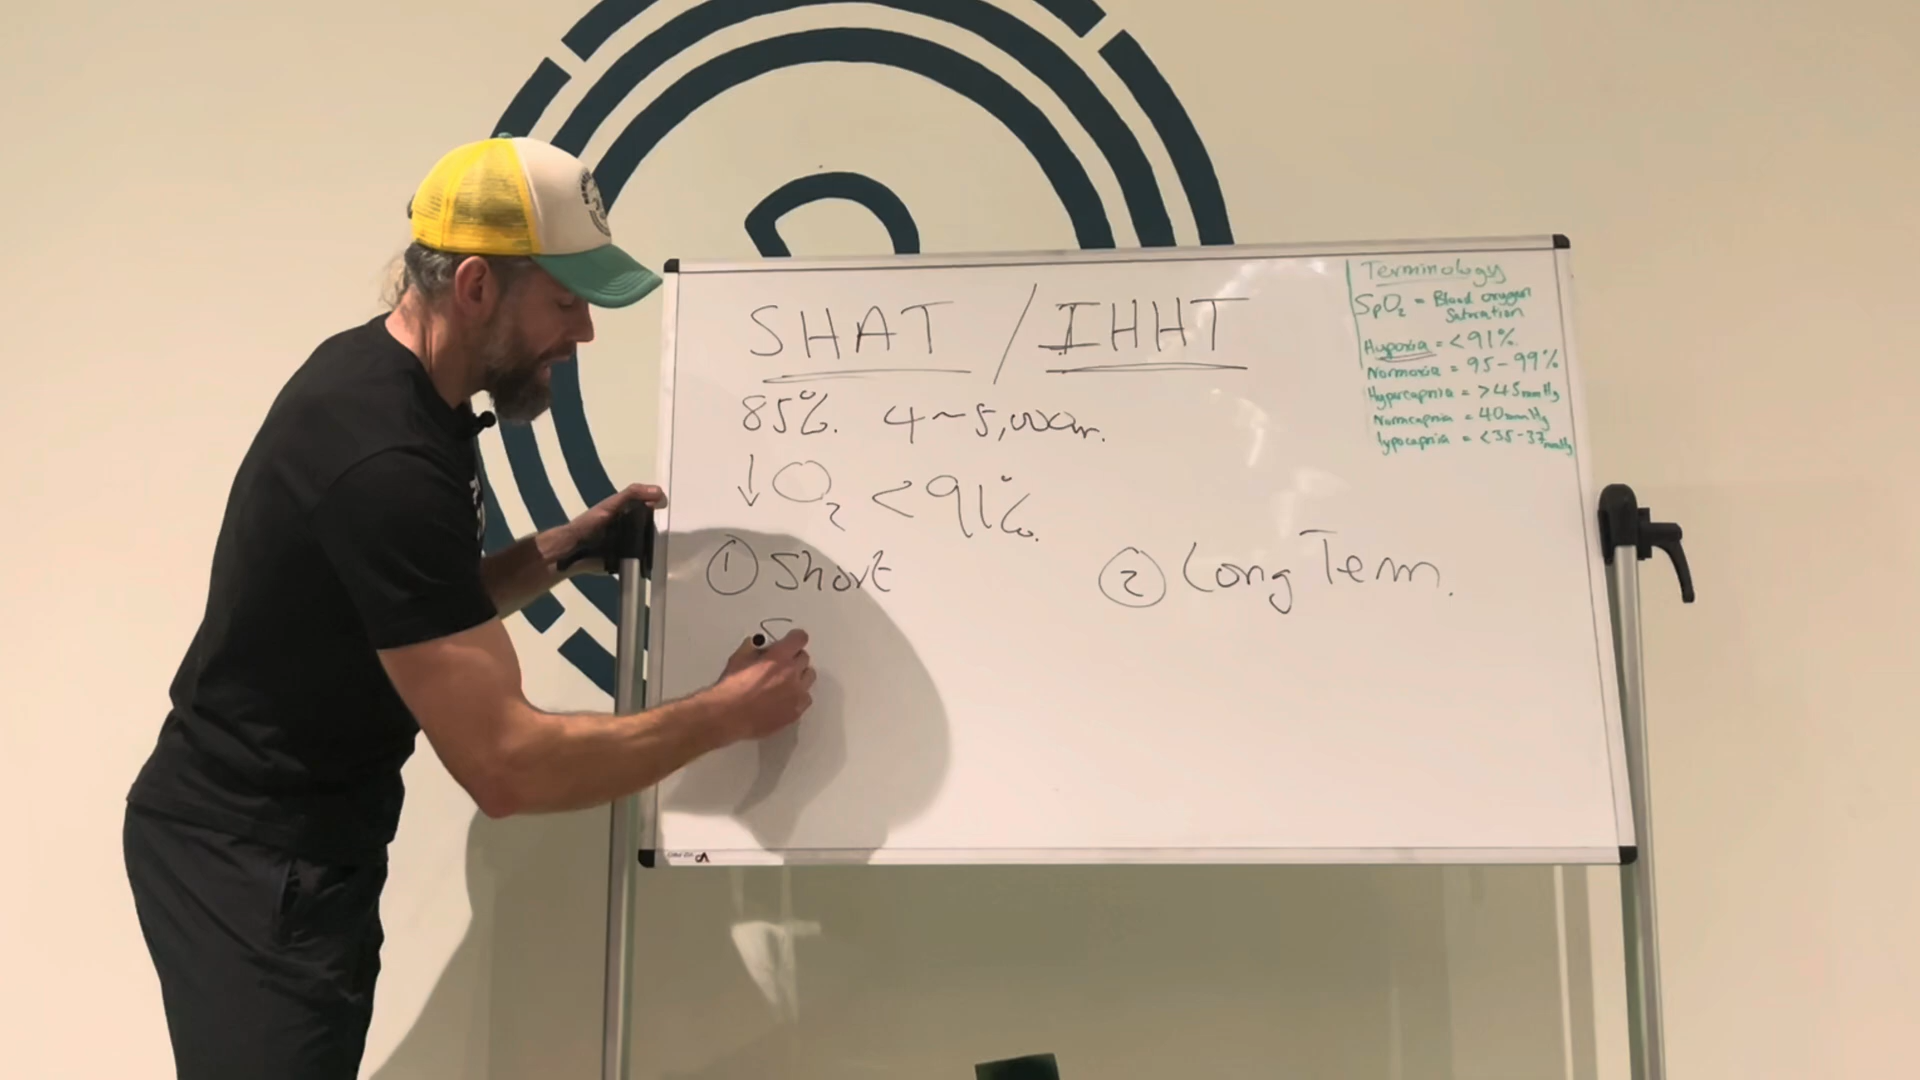 SHAT / IHHT
85%. 4~5,000m.
↓ O₂ < 91%.
① Short
② Long Term.
S
Terminology
SpO₂ = Blood oxygen
Saturation
Hypoxia = <91%.
Normoxia = 95-99%
Hypercapnia = >45mmHg
Normcapnia = 40mmHg
hypocapnia = <35-37mmHg